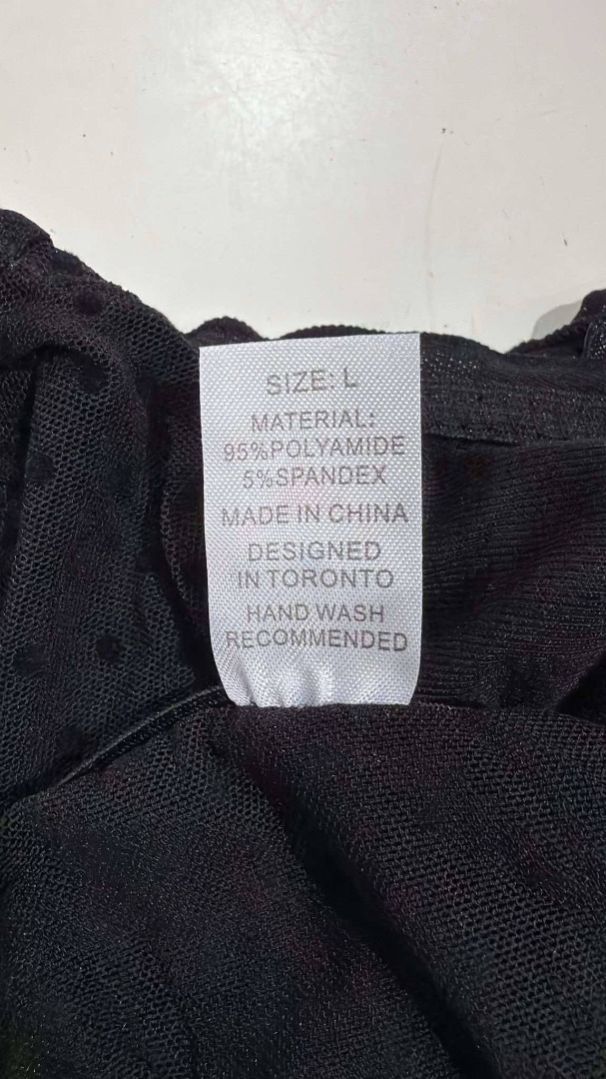 SIZE: L
MATERIAL:
95%POLYAMIDE
5%SPANDEX
MADE IN CHINA
DESIGNED
IN TORONTO
HAND WASH
RECOMMENDED